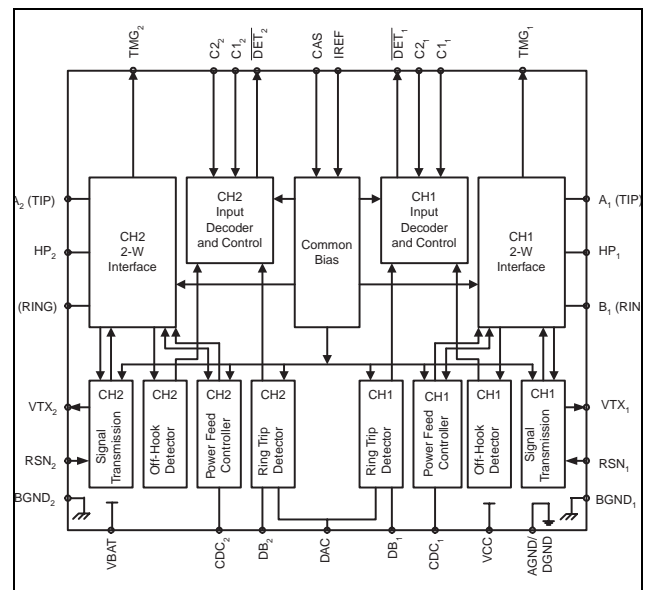 TMG2
C22
C12
DET2
CAS
IREF
DET1
C21
C11
TMG1
A2 (TIP)
HP2
(RING)
CH2
2-W
Interface
CH2
Input
Decoder
and Control
Common
Bias
CH1
Input
Decoder
and Control
CH1
2-W
Interface
A1 (TIP)
HP1
B1 (RIN
VTX2
RSN2
BGND2
CH2
Signal
Transmission
CH2
Off-Hook
Detector
CH2
Power Feed
Controller
CH2
Ring Trip
Detector
CH1
Ring Trip
Detector
CH1
Power Feed
Controller
CH1
Off-Hook
Detector
CH1
Signal
Transmission
VTX1
RSN1
BGND1
VBAT
CDC2
DB2
DAC
DB1
CDC1
VCC
AGND/
DGND